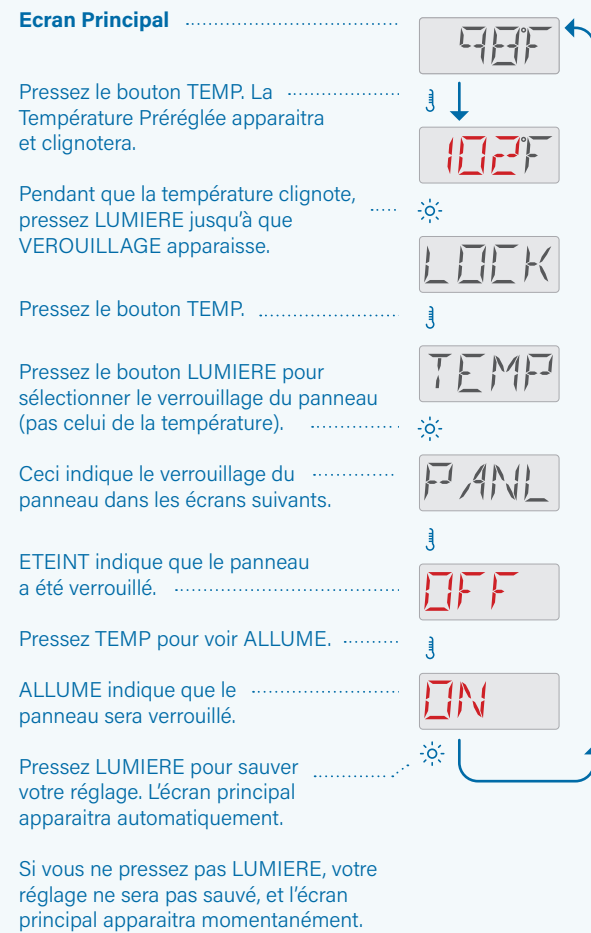 Ecran Principal
98°F
Pressez le bouton TEMP. La
Température Préréglée apparaitra
et clignotera.
102°F
Pendant que la température clignote,
pressez LUMIERE jusqu'à que
VEROUILLAGE apparaisse.
LOCK
Pressez le bouton TEMP.
TEMP
Pressez le bouton LUMIERE pour
sélectionner le verrouillage du panneau
(pas celui de la température).
PANL
Ceci indique le verrouillage du
panneau dans les écrans suivants.
ETEINT indique que le panneau
a été verrouillé.
OFF
Pressez TEMP pour voir ALLUME.
ALLUME indique que le
panneau sera verrouillé.
ON
Pressez LUMIERE pour sauver
votre réglage. L'écran principal
apparaitra automatiquement.
Si vous ne pressez pas LUMIERE, votre
réglage ne sera pas sauvé, et l'écran
principal apparaitra momentanément.